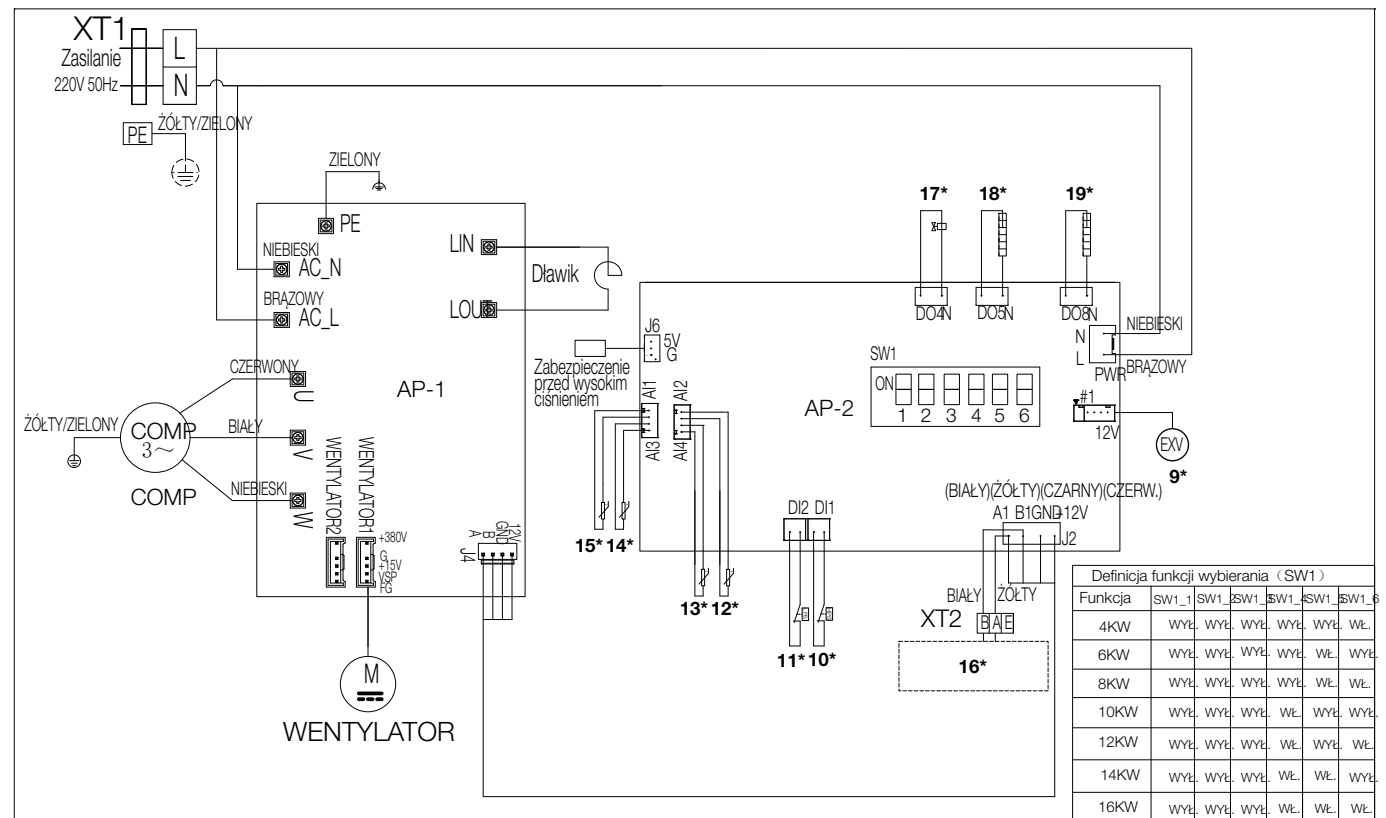 XT1
Zasilanie
220V 50Hz
L
N
PE
ŻÓŁTY/ZIELONY
ZIELONY
PE
NIEBIESKI
AC_N
BRĄZOWY
AC_L
LIN
LOUT
Dławik
AP-1
CZERWONY
U
ŻÓŁTY/ZIELONY
COMP
3~
BIAŁY
V
COMP
NIEBIESKI
W
WENTYLATOR2
WENTYLATOR1
+380V
G
+15V
VSP
FG
J4
A
B
GND
12V
M
WENTYLATOR
17*
18*
19*
DO4N
DO5N
DO8N
J6
5V
G
Zabezpieczenie
przed wysokim
ciśnieniem
AI1
AI2
AI3
AI4
SW1
ON
1 2 3 4 5 6
AP-2
N
L
PWR
NIEBIESKI
BRĄZOWY
#1
12V
EXV
9*
(BIAŁY)(ŻÓŁTY)(CZARNY)(CZERW.)
A1 B1GND+12V
J2
DI2 DI1
15* 14*
13* 12*
11* 10*
BIAŁY
ŻÓŁTY
XT2
B A E
16*
Definicja funkcji wybierania (SW1)
Funkcja SW1_1 SW1_2 SW1_3 SW1_4 SW1_5 SW1_6
4KW WYŁ. WYŁ. WYŁ. WYŁ. WYŁ. WŁ.
6KW WYŁ. WYŁ. WYŁ. WYŁ. WŁ. WYŁ.
8KW WYŁ. WYŁ. WYŁ. WYŁ. WŁ. WŁ.
10KW WYŁ. WYŁ. WYŁ. WŁ. WYŁ. WYŁ.
12KW WYŁ. WYŁ. WYŁ. WŁ. WYŁ. WŁ.
14KW WYŁ. WYŁ. WYŁ. WŁ. WŁ. WYŁ.
16KW WYŁ. WYŁ. WYŁ. WŁ. WŁ. WŁ.